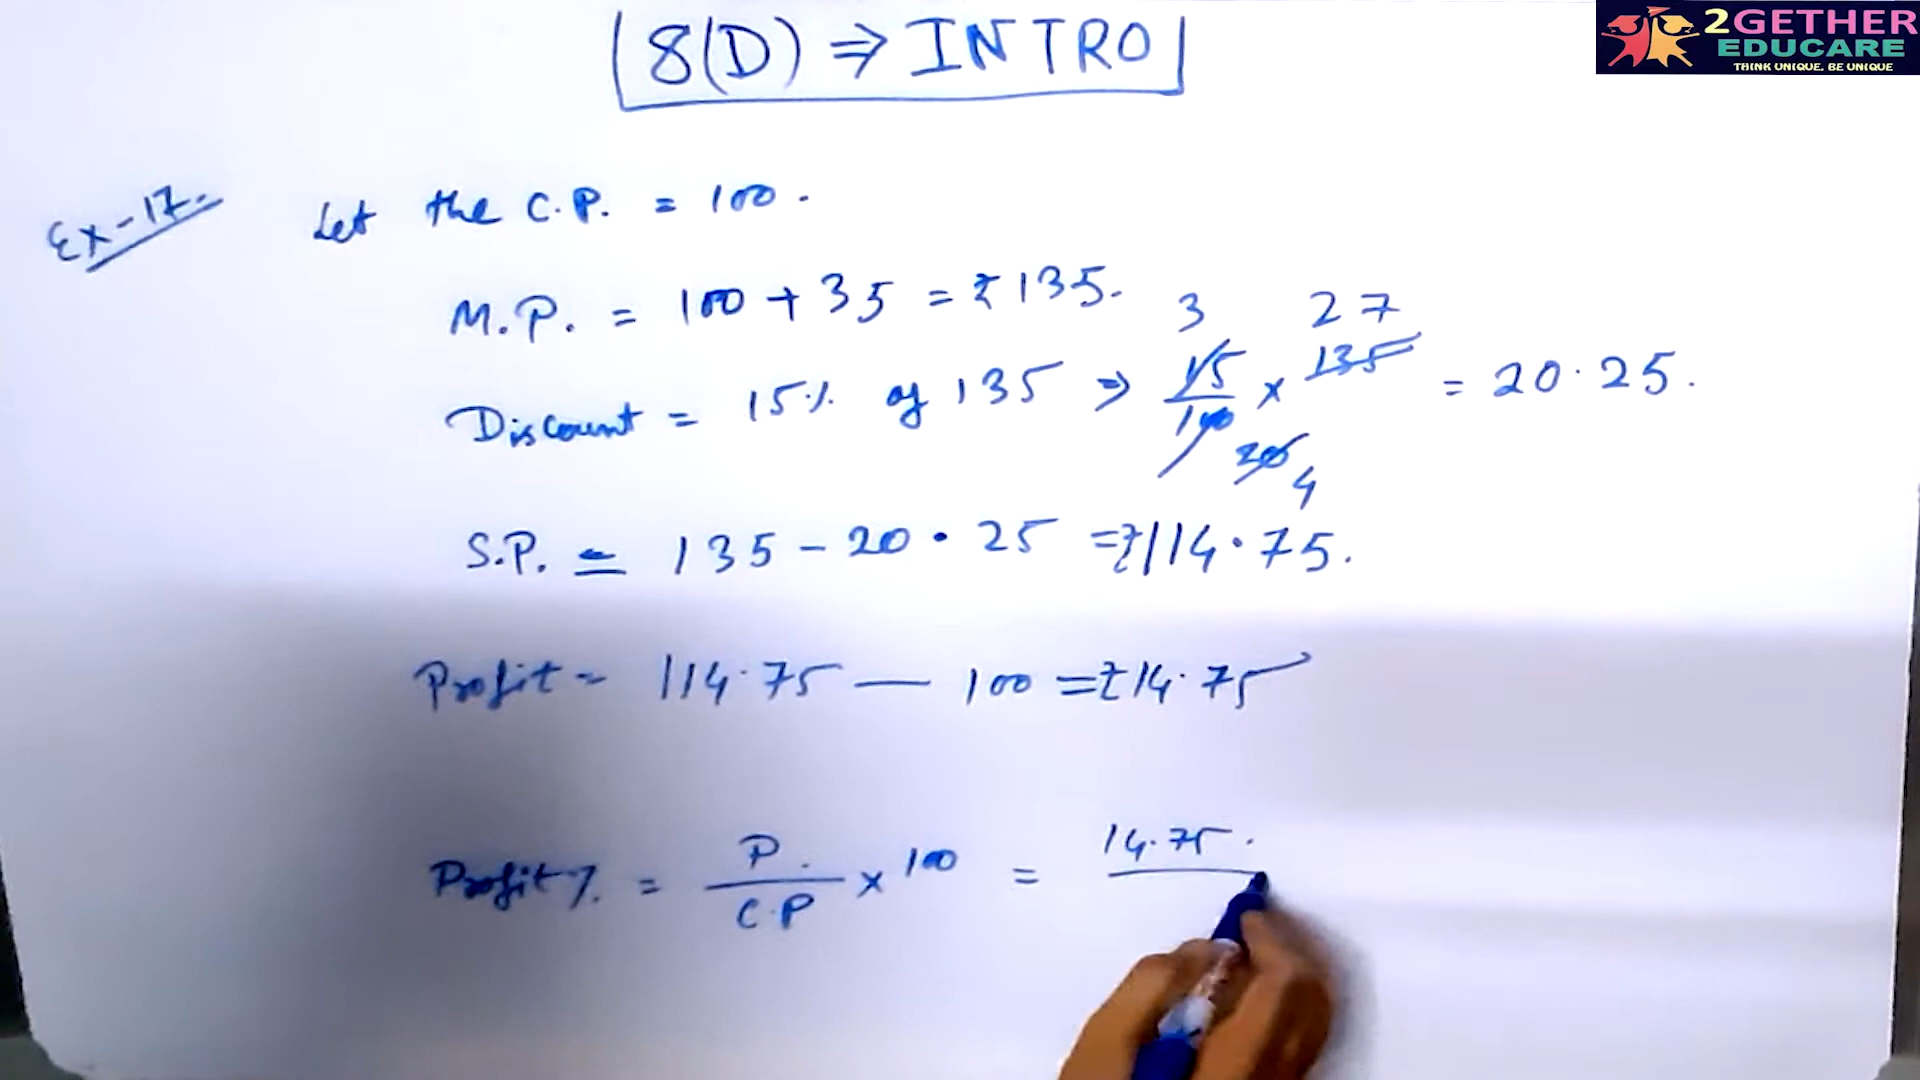 8(D) ⇒ INTRO
2GETHER
EDUCARE
THINK UNIQUE. BE UNIQUE
Ex-17.
Let the C.P. = 100.
M.P. = 100 + 35 = ₹135.
3 27
Discount = 15% of 135 ⇒ 15/100 × 135 = 20.25.
20 4
S.P. = 135 - 20.25 = ₹114.75.
Profit = 114.75 — 100 = ₹14.75
Profit% = P./C.P × 100 = 14.75.